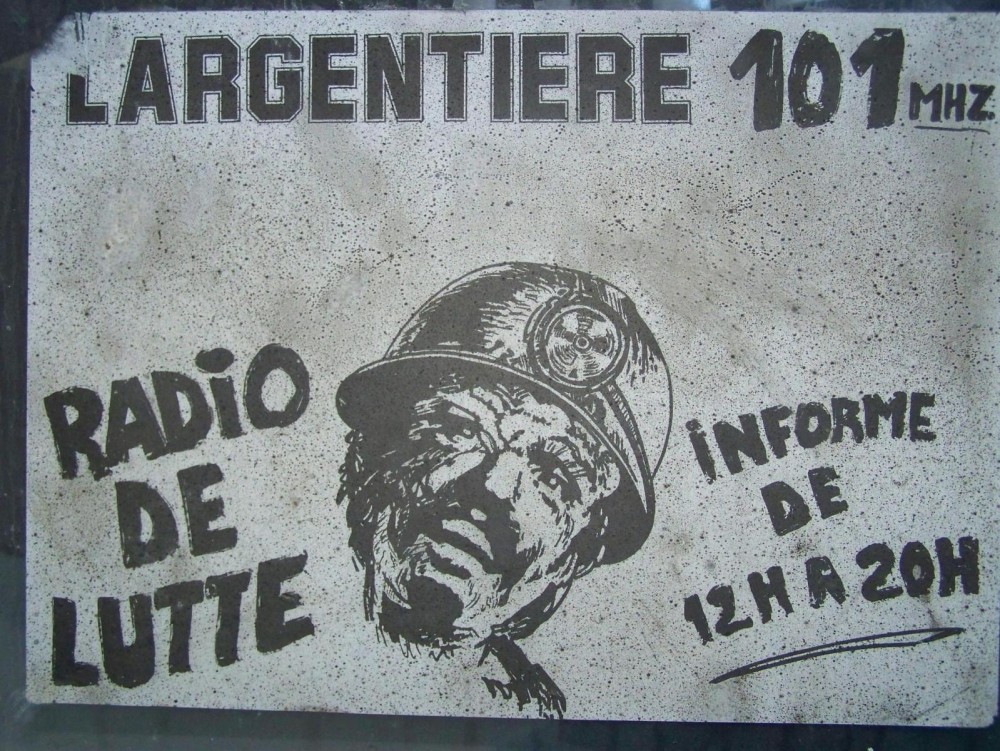 LARGENTIERE 101 MHZ.
RADiO
DE
LUTTE
iNFORME
DE
12H A 20H